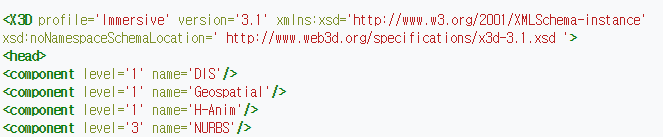 <X3D profile='Immersive' version='3.1' xmlns:xsd='http://www.w3.org/2001/XMLSchema-instance'
xsd:noNamespaceSchemaLocation=' http://www.web3d.org/specifications/x3d-3.1.xsd '>
<head>
<component level='1' name='DIS'/>
<component level='1' name='Geospatial'/>
<component level='1' name='H-Anim'/>
<component level='3' name='NURBS'/>